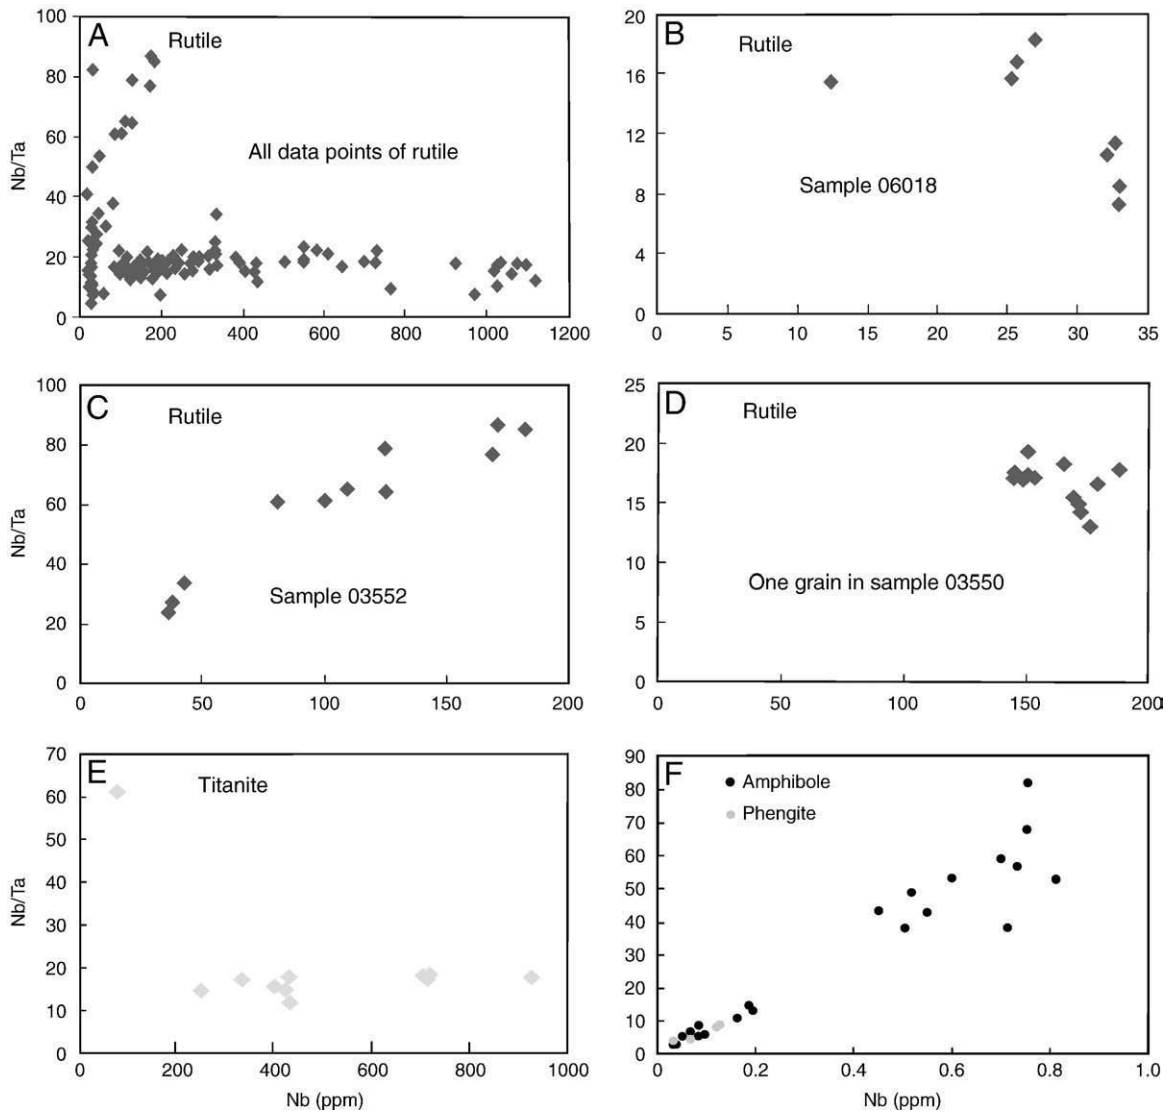 A
Rutile
All data points of rutile
Nb/Ta
100
80
60
40
20
0
0 200 400 600 800 1000 1200
B
Rutile
Sample 06018
20
16
12
8
4
0
0 5 10 15 20 25 30 35
C
Rutile
Sample 03552
Nb/Ta
100
80
60
40
20
0
0 50 100 150 200
D
Rutile
One grain in sample 03550
25
20
15
10
5
0
0 50 100 150 200
E
Titanite
Nb/Ta
70
60
50
40
30
20
10
0
0 200 400 600 800 1000
Nb (ppm)
F
Amphibole
Phengite
90
80
70
60
50
40
30
20
10
0
0.0 0.2 0.4 0.6 0.8 1.0
Nb (ppm)